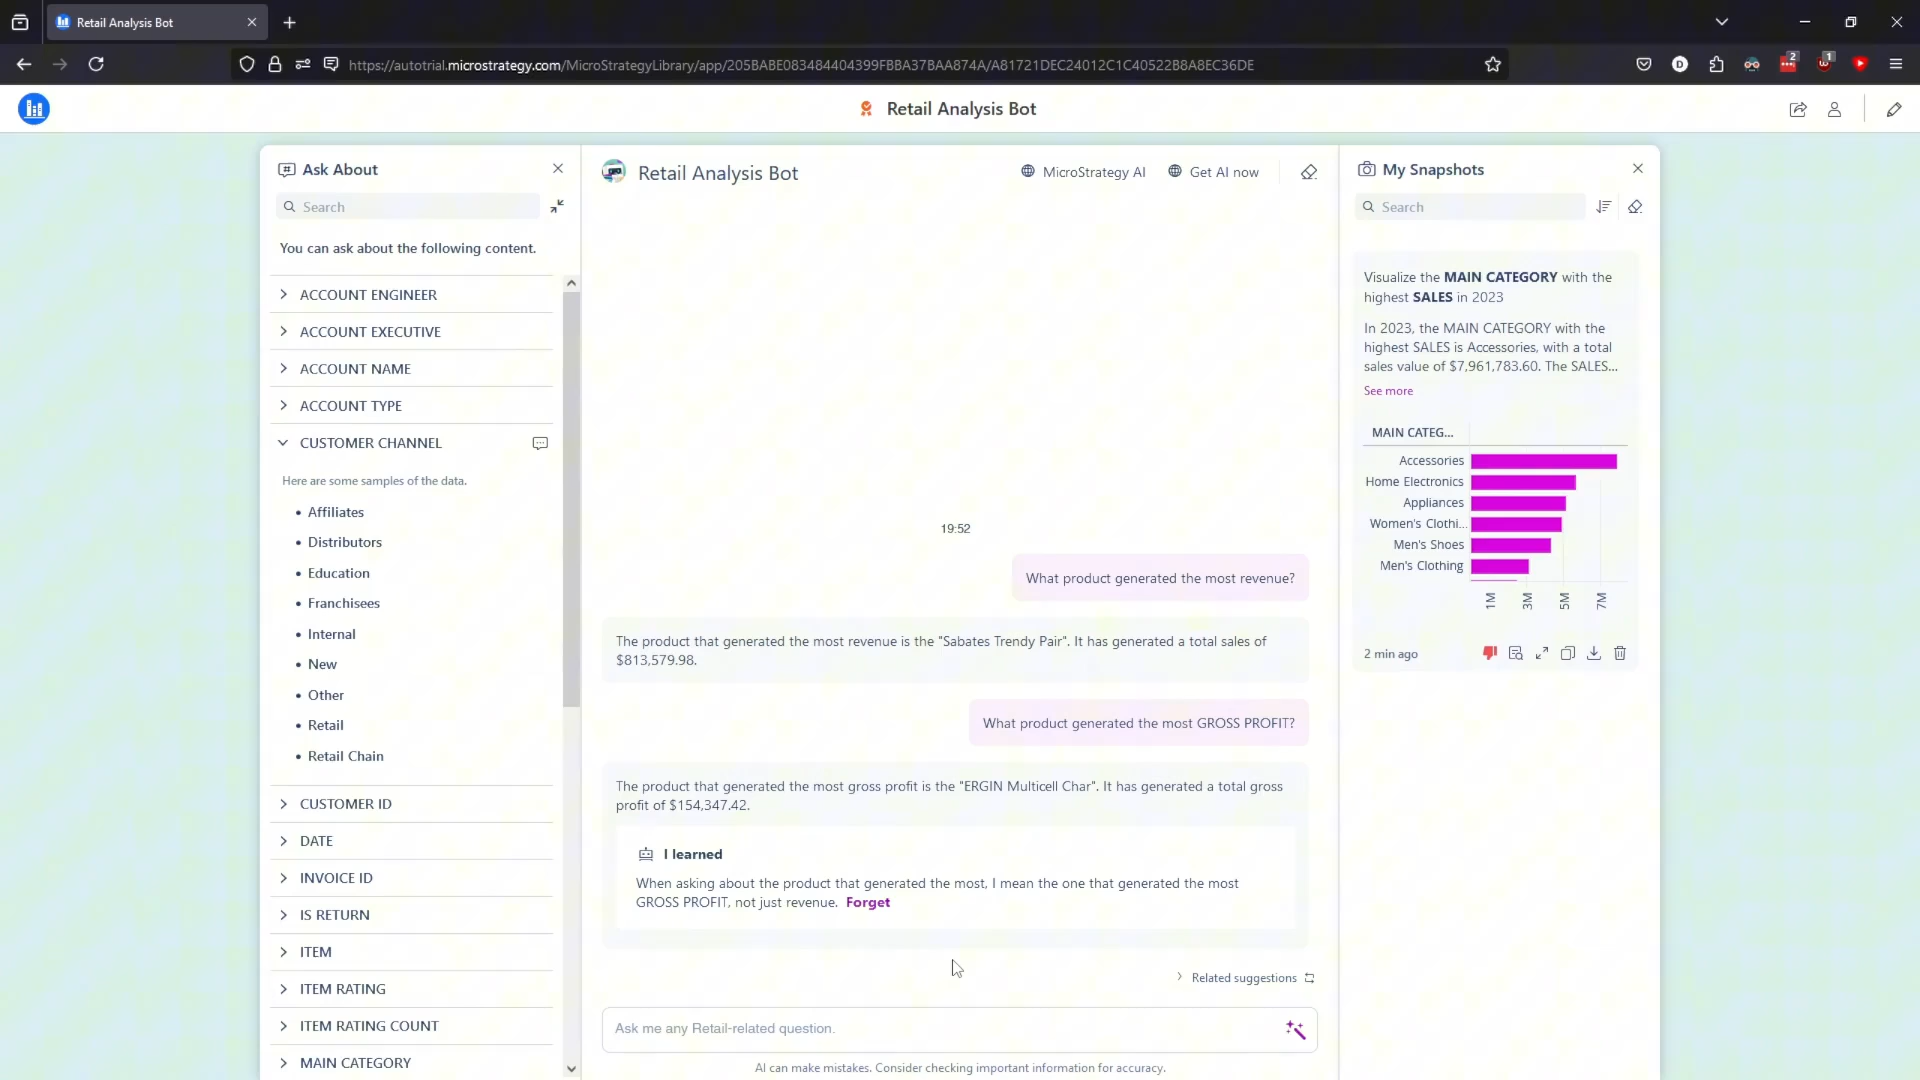 Retail Analysis Bot
https://autotrial.microstrategy.com/MicroStrategyLibrary/app/205BABE083484404399FBBA37BAA874A/A81721DEC24012C1C40522B8A8EC36DE
2
1
Retail Analysis Bot
Ask About
Search
You can ask about the following content.
ACCOUNT ENGINEER
ACCOUNT EXECUTIVE
ACCOUNT NAME
ACCOUNT TYPE
CUSTOMER CHANNEL
Here are some samples of the data.
• Affiliates
• Distributors
• Education
• Franchisees
• Internal
• New
• Other
• Retail
• Retail Chain
CUSTOMER ID
DATE
INVOICE ID
IS RETURN
ITEM
ITEM RATING
ITEM RATING COUNT
MAIN CATEGORY
Retail Analysis Bot
MicroStrategy AI
Get AI now
19:52
What product generated the most revenue?
The product that generated the most revenue is the "Sabates Trendy Pair". It has generated a total sales of
$813,579.98.
What product generated the most GROSS PROFIT?
The product that generated the most gross profit is the "ERGIN Multicell Char". It has generated a total gross
profit of $154,347.42.
I learned
When asking about the product that generated the most, I mean the one that generated the most
GROSS PROFIT, not just revenue. Forget
Related suggestions
Ask me any Retail-related question.
AI can make mistakes. Consider checking important information for accuracy.
My Snapshots
Search
Visualize the MAIN CATEGORY with the
highest SALES in 2023
In 2023, the MAIN CATEGORY with the
highest SALES is Accessories, with a total
sales value of $7,961,783.60. The SALES...
See more
MAIN CATEG...
Accessories
Home Electronics
Appliances
Women's Clothi...
Men's Shoes
Men's Clothing
1M
3M
5M
7M
2 min ago